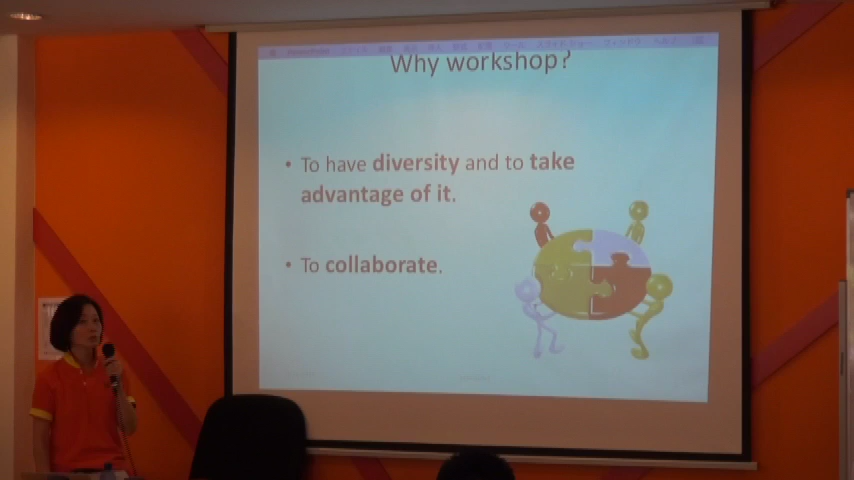 Why workshop?
• To have diversity and to take
advantage of it.
• To collaborate.